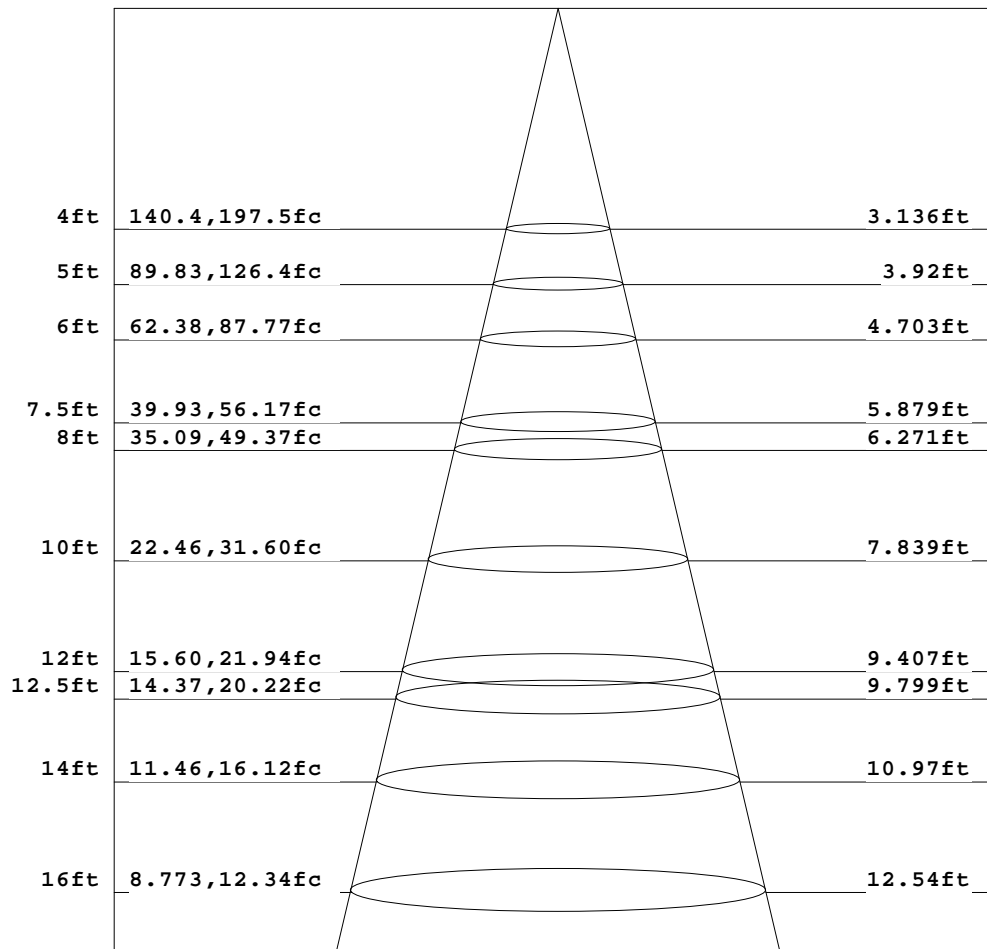 4ft 140.4,197.5fc 3.136ft
5ft 89.83,126.4fc 3.92ft
6ft 62.38,87.77fc 4.703ft
7.5ft 39.93,56.17fc 5.879ft
8ft 35.09,49.37fc 6.271ft
10ft 22.46,31.60fc 7.839ft
12ft 15.60,21.94fc 9.407ft
12.5ft 14.37,20.22fc 9.799ft
14ft 11.46,16.12fc 10.97ft
16ft 8.773,12.34fc 12.54ft